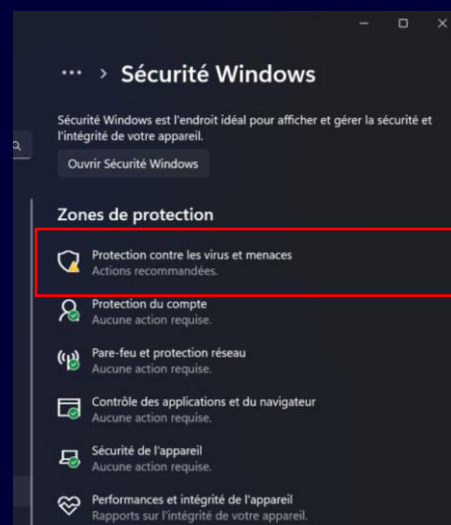 ... > Sécurité Windows
Sécurité Windows est l'endroit idéal pour afficher et gérer la sécurité et
l'intégrité de votre appareil.
Ouvrir Sécurité Windows
Zones de protection
Protection contre les virus et menaces
Actions recommandées.
Protection du compte
Aucune action requise.
Pare-feu et protection réseau
Aucune action requise.
Contrôle des applications et du navigateur
Aucune action requise.
Sécurité de l'appareil
Aucune action requise.
Performances et intégrité de l'appareil
Rapports sur l'intégrité de votre appareil.